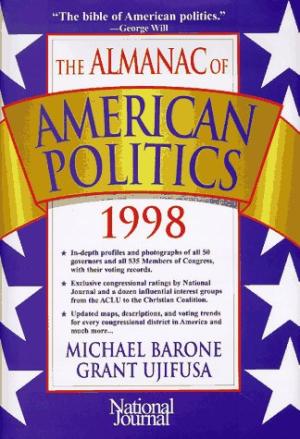 “The bible of American politics.”
—George Will
THE ALMANAC OF
AMERICAN
POLITICS
1998
★ In-depth profiles and photographs of all 50
governors and all 535 Members of Congress,
with their voting records.
★ Exclusive congressional ratings by National
Journal and a dozen influential interest groups
from the ACLU to the Christian Coalition.
★ Updated maps, descriptions, and voting trends
for every congressional district in America and
much more...
MICHAEL BARONE
GRANT UJIFUSA
National
Journal